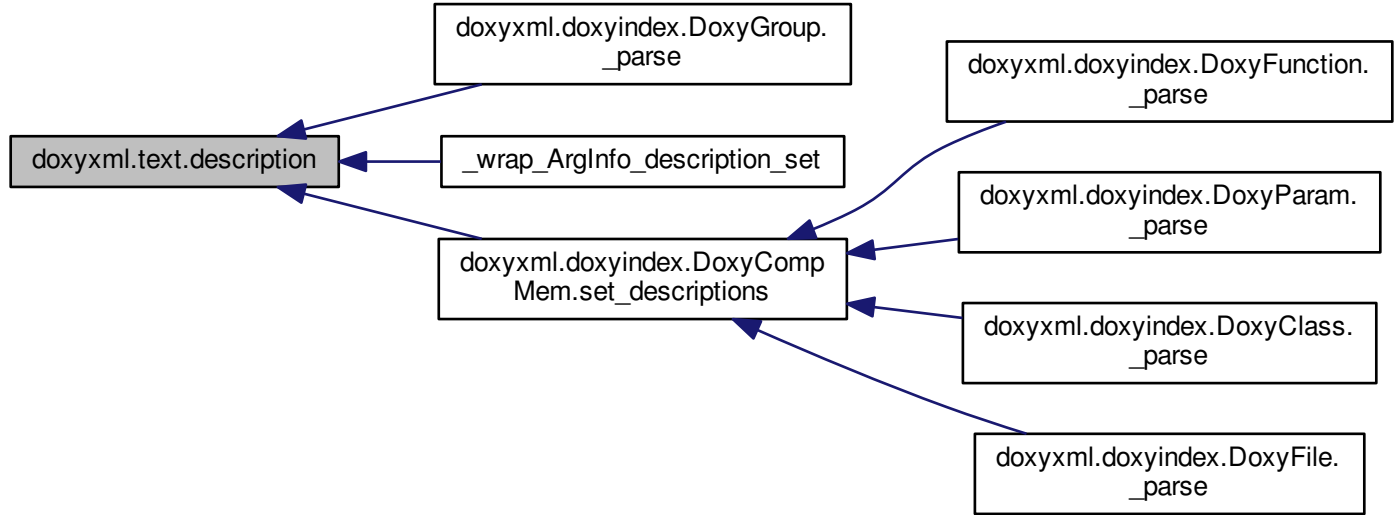 doxyxml.doxyindex.DoxyGroup.
_parse
doxyxml.text.description
_wrap_ArgInfo_description_set
doxyxml.doxyindex.DoxyComp
Mem.set_descriptions
doxyxml.doxyindex.DoxyFunction.
_parse
doxyxml.doxyindex.DoxyParam.
_parse
doxyxml.doxyindex.DoxyClass.
_parse
doxyxml.doxyindex.DoxyFile.
_parse